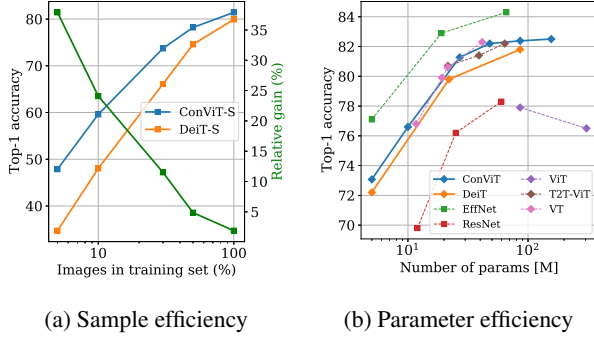 Top-1 accuracy
80
70
60
50
40
10
100
Images in training set (%)
35
30
25
20
15
10
5
Relative gain (%)
ConViT-S
DeiT-S
(a) Sample efficiency
Top-1 accuracy
84
82
80
78
76
74
72
70
10¹
10²
Number of params [M]
ConViT
DeiT
EffNet
ResNet
ViT
T2T-ViT
VT
(b) Parameter efficiency